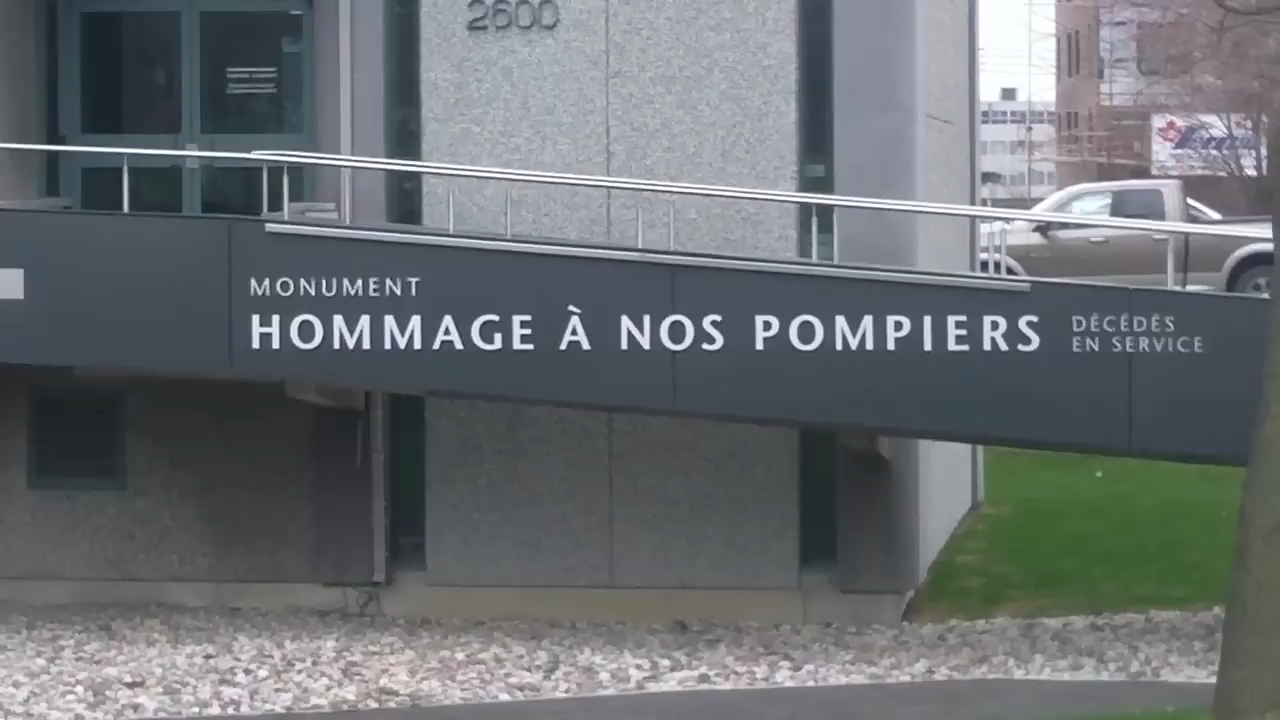 2600
MONUMENT
HOMMAGE À NOS POMPIERS
DÉCÉDÉS
EN SERVICE